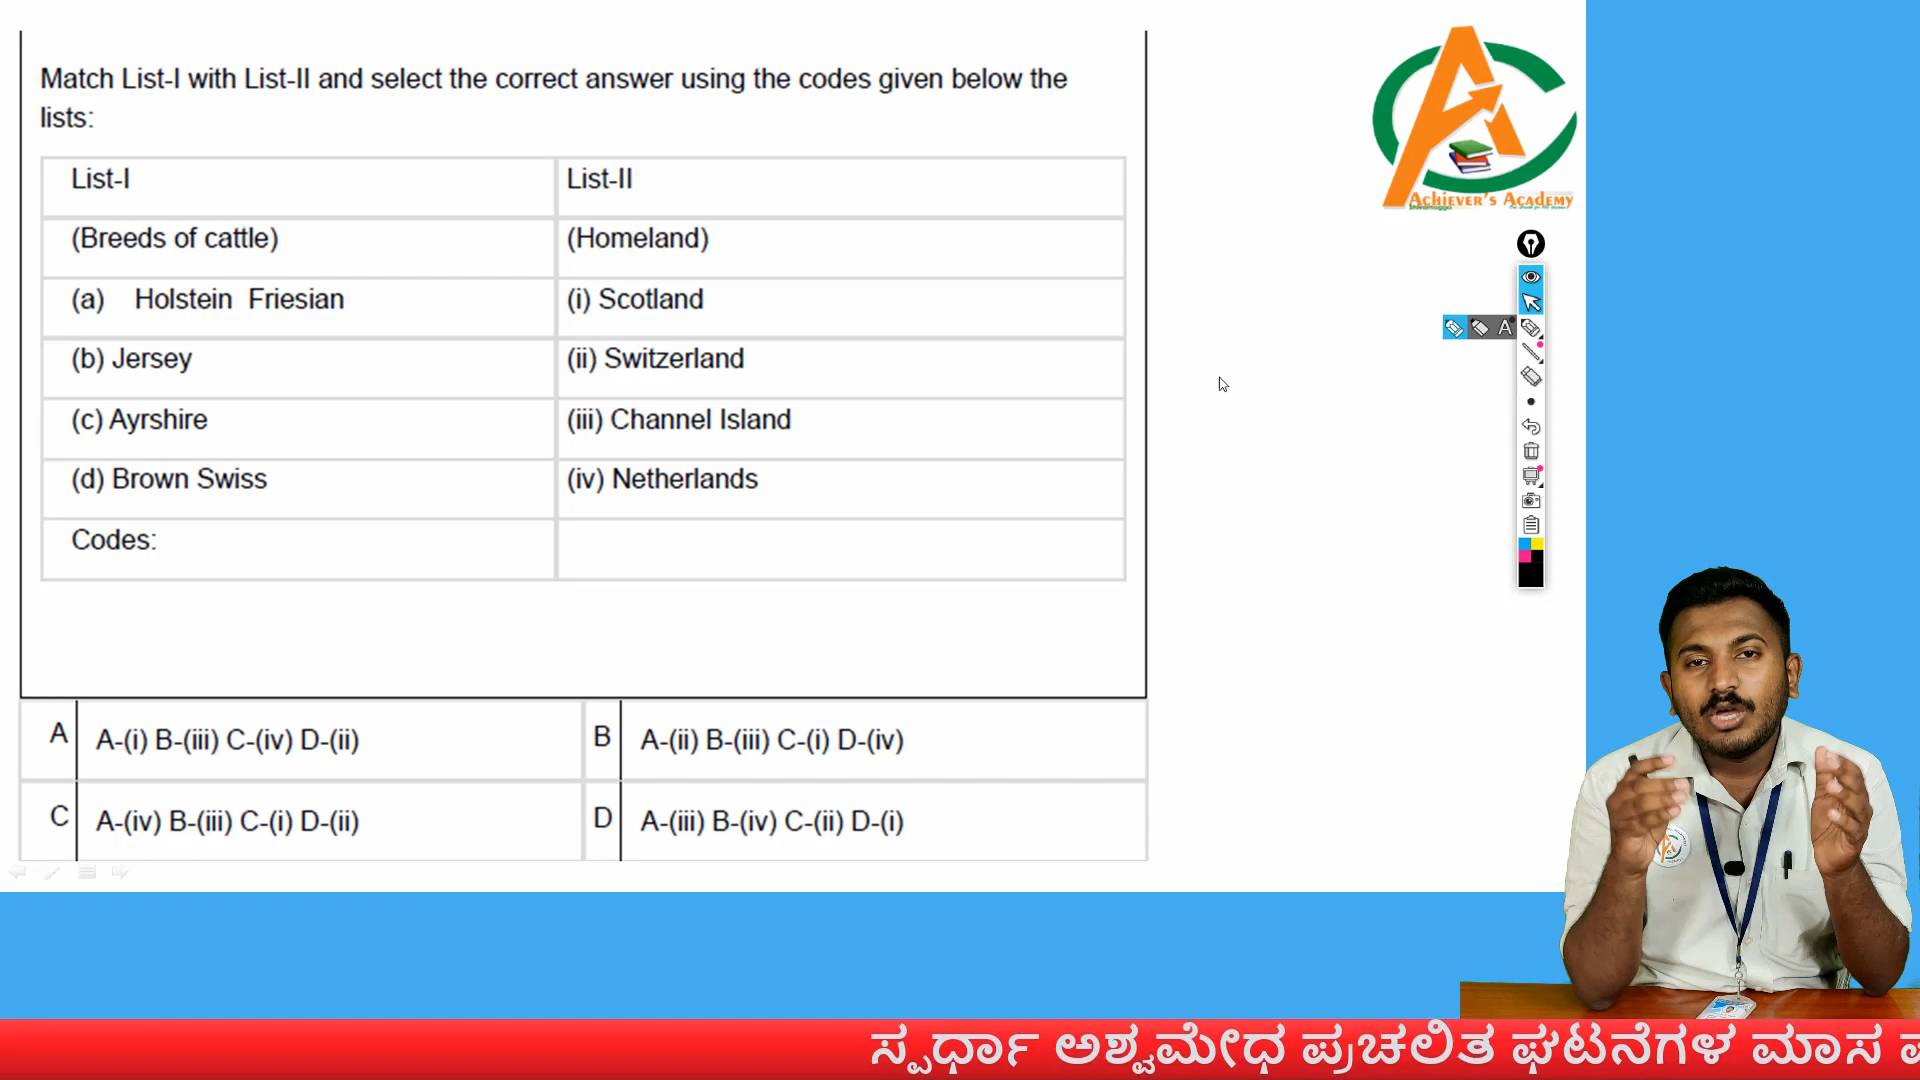 Match List-I with List-II and select the correct answer using the codes given below the
lists:
List-I
List-II
(Breeds of cattle)
(Homeland)
(a) Holstein Friesian
(i) Scotland
(b) Jersey
(ii) Switzerland
(c) Ayrshire
(iii) Channel Island
(d) Brown Swiss
(iv) Netherlands
Codes:
A
A-(i) B-(iii) C-(iv) D-(ii)
B
A-(ii) B-(iii) C-(i) D-(iv)
C
A-(iv) B-(iii) C-(i) D-(ii)
D
A-(iii) B-(iv) C-(ii) D-(i)
ACHIEVER'S ACADEMY
A
ಸ್ಪರ್ಧಾ ಅಶ್ವಮೇಧ ಪ್ರಚಲಿತ ಘಟನೆಗಳ ಮಾಸ